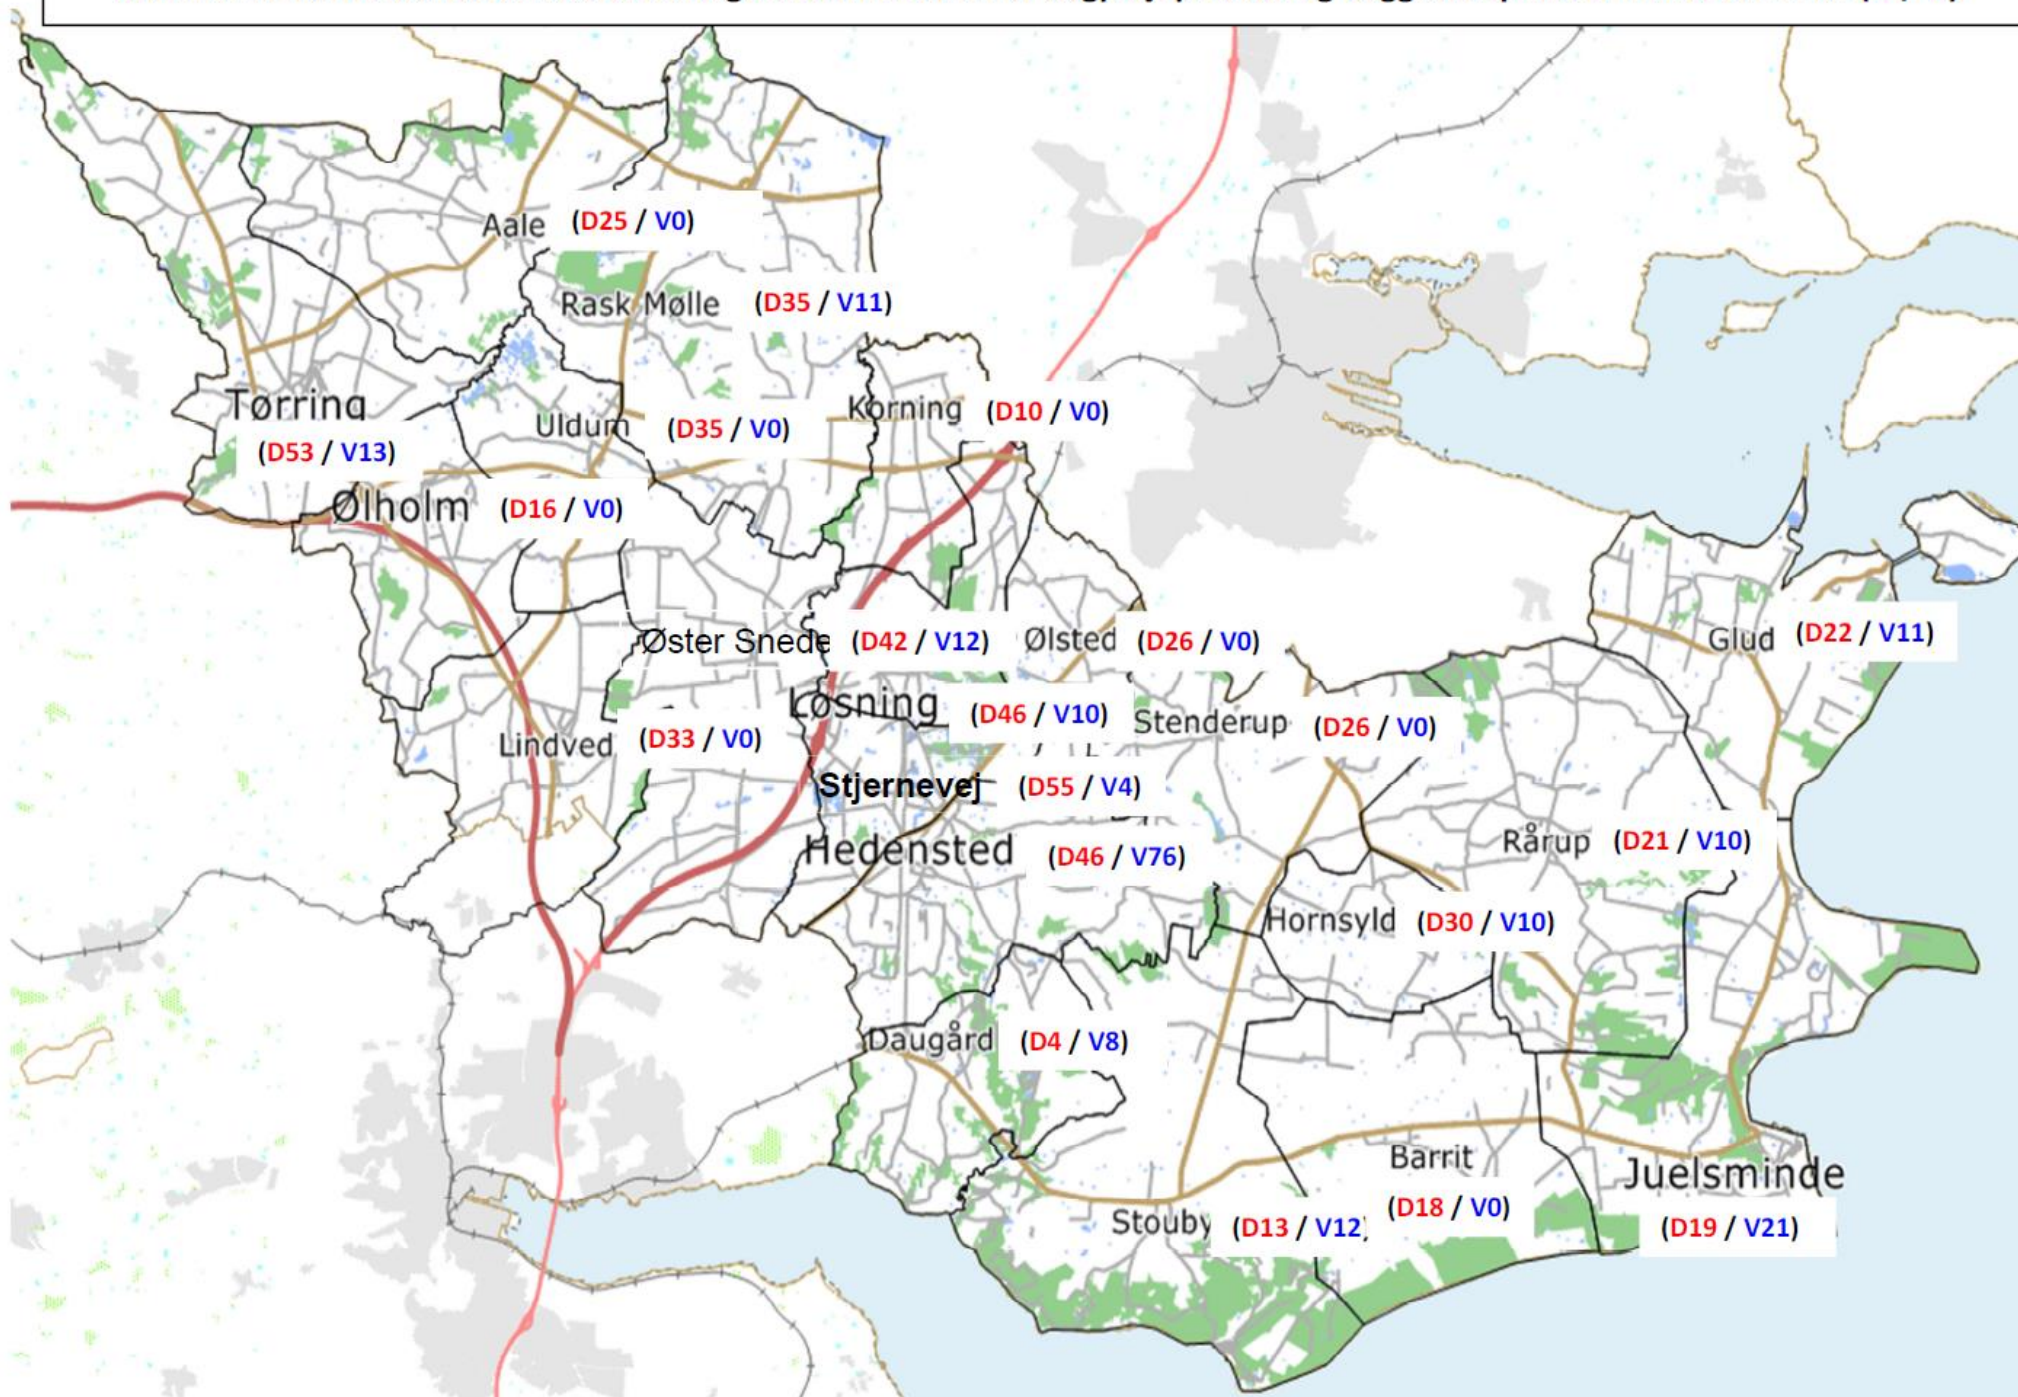 Aale (D25 / V0)
Rask Mølle (D35 / V11)
Tørring
(D53 / V13)
Uldum (D35 / V0)
Korning (D10 / V0)
Ølholm (D16 / V0)
Øster Snede (D42 / V12)
Ølsted (D26 / V0)
Glud (D22 / V11)
Løsning (D46 / V10)
Stenderup (D26 / V0)
Lindved (D33 / V0)
Stjernevej (D55 / V4)
Hedensted (D46 / V76)
Rårup (D21 / V10)
Hornsyld (D30 / V10)
Daugård (D4 / V8)
Barrit
(D18 / V0)
Juelsminde
(D19 / V21)
Stouby (D13 / V12)